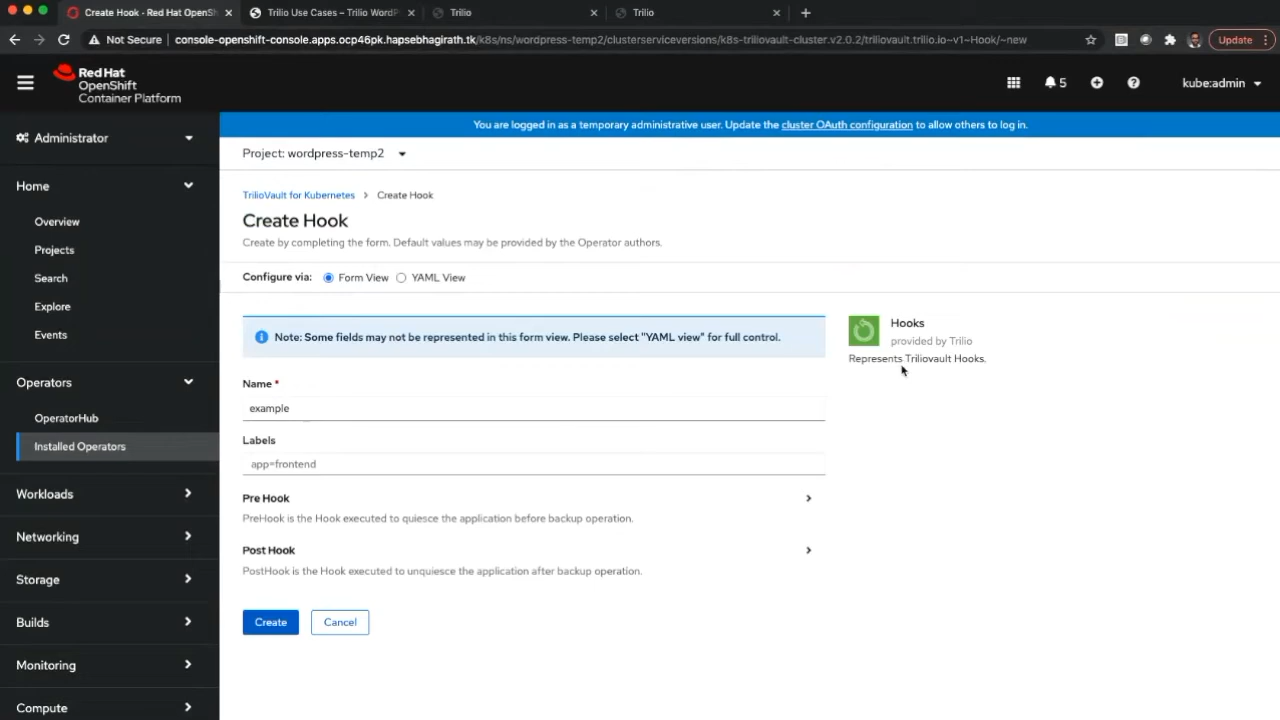 Create Hook - Red Hat OpenSh
Trilio Use Cases – Trilio WordP
Trilio
Trilio
Not Secure
console-openshift-console.apps.ocp46pk.hapsebhagirath.tk/k8s/ns/wordpress-temp2/clusterserviceversions/k8s-triliovault-cluster.v2.0.2/triliovault.trilio.io~v1~Hook/~new
Update
Red Hat
OpenShift
Container Platform
5
kube:admin
Administrator
You are logged in as a temporary administrative user. Update the cluster OAuth configuration to allow others to log in.
Project: wordpress-temp2
Home
Overview
Projects
Search
Explore
Events
Operators
OperatorHub
Installed Operators
Workloads
Networking
Storage
Builds
Monitoring
Compute
TrilioVault for Kubernetes > Create Hook
Create Hook
Create by completing the form. Default values may be provided by the Operator authors.
Configure via: Form View YAML View
Note: Some fields may not be represented in this form view. Please select "YAML view" for full control.
Name *
example
Labels
app=frontend
Pre Hook
PreHook is the Hook executed to quiesce the application before backup operation.
Post Hook
PostHook is the Hook executed to unquiesce the application after backup operation.
Create
Cancel
Hooks
provided by Trilio
Represents Triliovault Hooks.